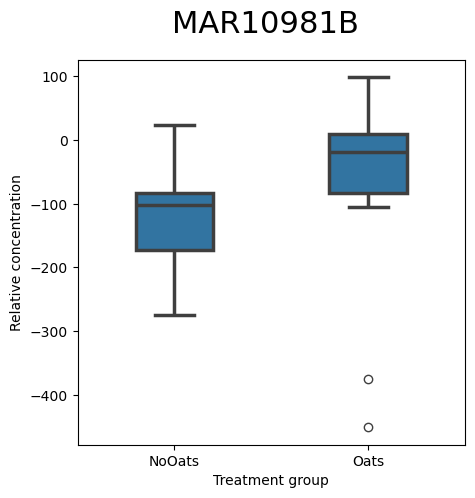 MAR10981B
Relative concentration
100
0
−100
−200
−300
−400
NoOats
Oats
Treatment group